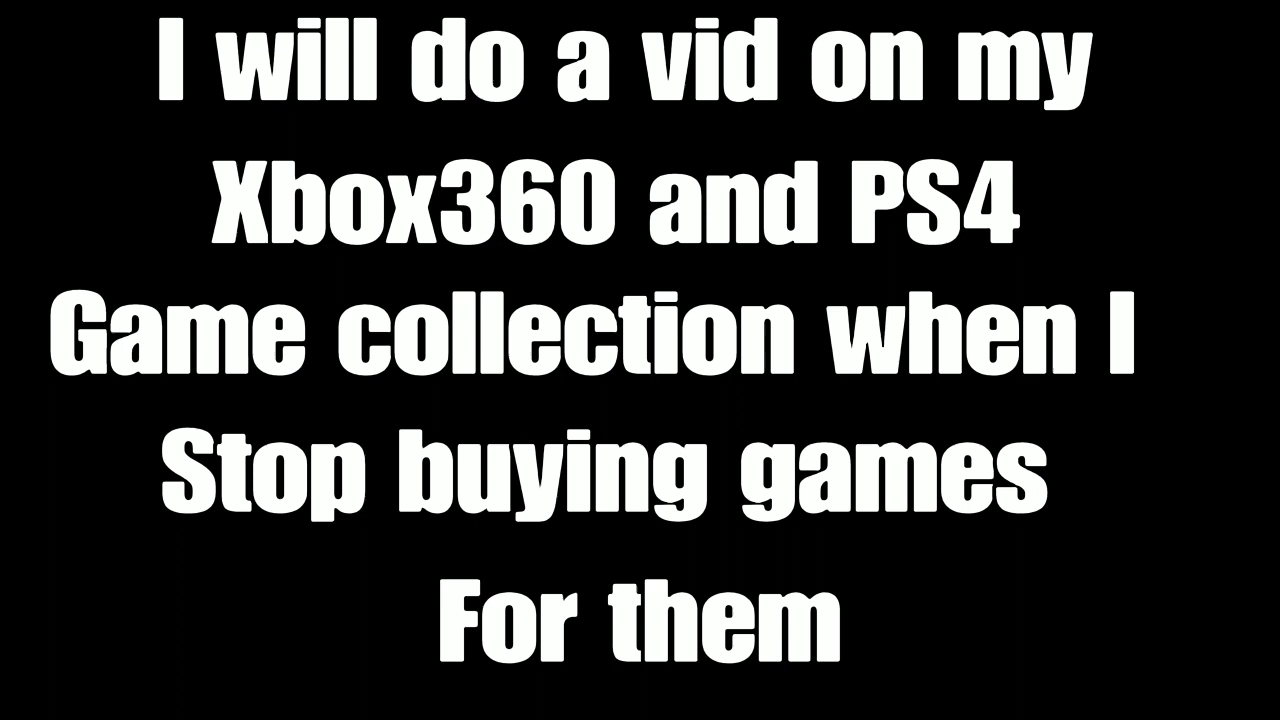 I will do a vid on my
Xbox360 and PS4
Game collection when I
Stop buying games
For them